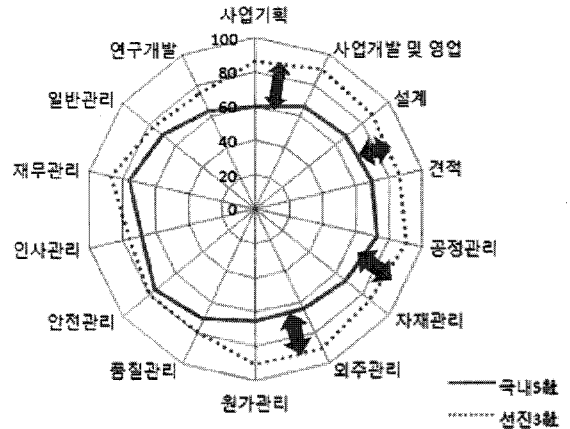 사업기획
사업개발 및 영업
설계
견적
공정관리
자재관리
외주관리
원가관리
품질관리
안전관리
인사관리
재무관리
일반관리
연구개발
100
80
60
40
20
0
국내5社
선진3社